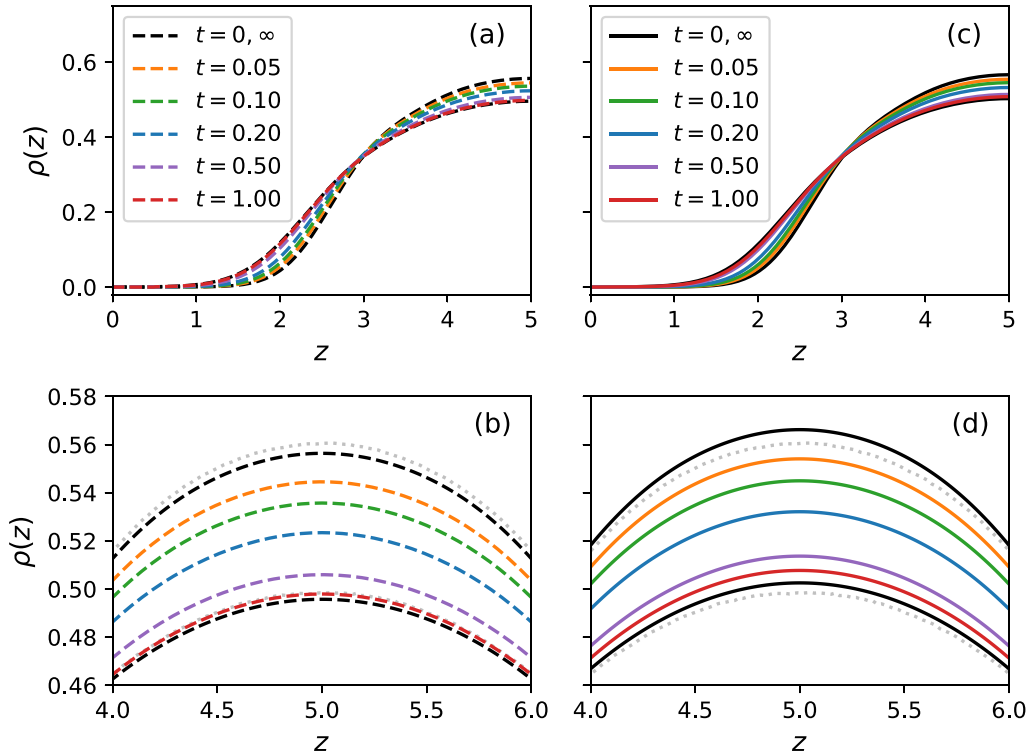 (a)
t = 0, ∞
t = 0.05
t = 0.10
t = 0.20
t = 0.50
t = 1.00
ρ(z)
0.6
0.4
0.2
0.0
0 1 2 3 4 5
z
(c)
t = 0, ∞
t = 0.05
t = 0.10
t = 0.20
t = 0.50
t = 1.00
0 1 2 3 4 5
z
(b)
ρ(z)
0.58
0.56
0.54
0.52
0.50
0.48
0.46
4.0 4.5 5.0 5.5 6.0
z
(d)
4.0 4.5 5.0 5.5 6.0
z